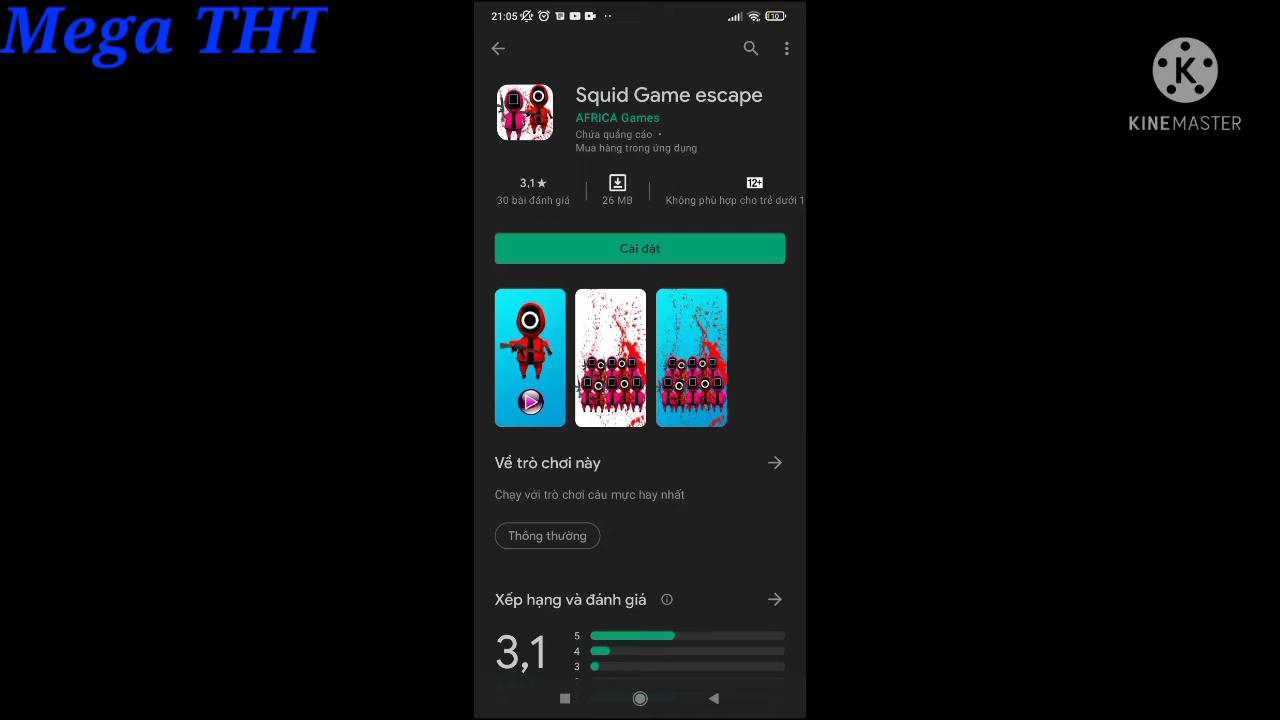 Mega THT
KINEMASTER
21:05
10
Squid Game escape
AFRICA Games
Chứa quảng cáo •
Mua hàng trong ứng dụng
3,1★
30 bài đánh giá
26 MB
12+
Không phù hợp cho trẻ dưới 1
Cài đặt
Về trò chơi này
Chạy với trò chơi câu mực hay nhất
Thông thường
Xếp hạng và đánh giá
3,1
5
4
3